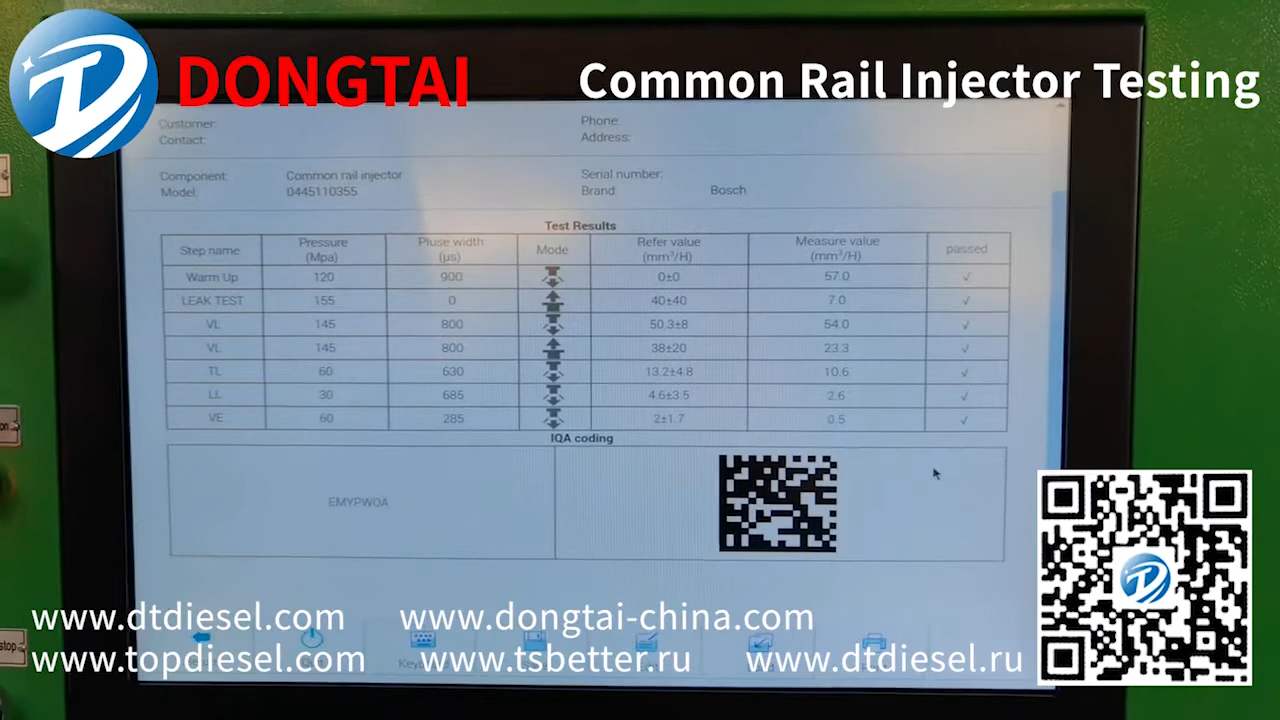 DONGTAI
Common Rail Injector Testing
Customer: Phone:
Contact: Address:
Component: Common rail injector Serial number:
Model: 0445110355 Brand: Bosch
Test Results
Step name Pressure (Mpa) Pluse width (μs) Mode Refer value (mm³/H) Measure value (mm³/H) passed
Warm Up 120 900 0±0 57.0 √
LEAK TEST 155 0 40±40 7.0 √
VL 145 800 50.3±8 54.0 √
VL 145 800 38±20 23.3 √
TL 60 630 13.2±4.8 10.6 √
LL 30 685 4.6±3.5 2.6 √
VE 60 285 2±1.7 0.5 √
IQA coding
EMYPWOA
www.dtdiesel.com www.dongtai-china.com
www.topdiesel.com www.tsbetter.ru www.dtdiesel.ru
stop